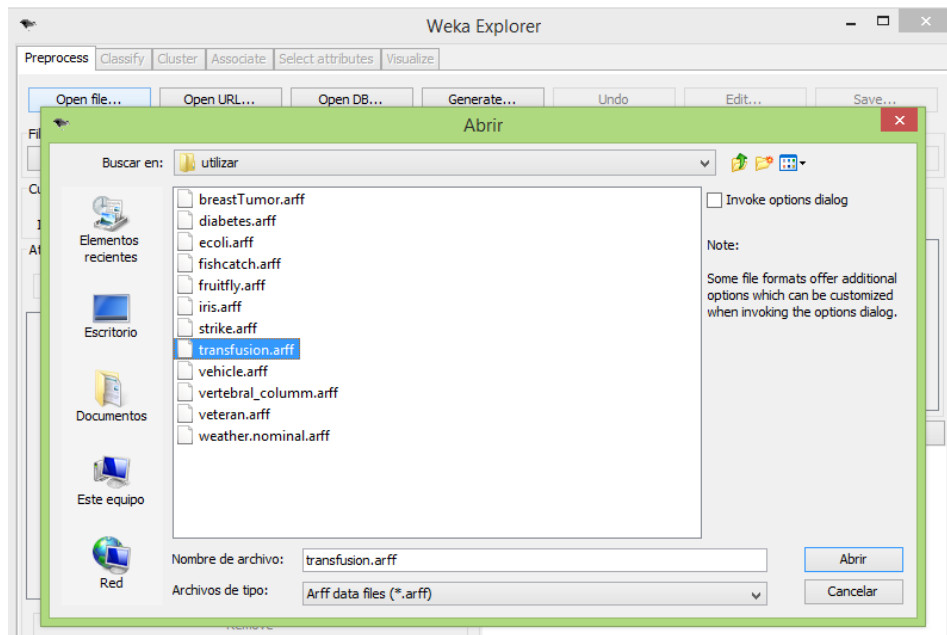 Weka Explorer
Preprocess Classify Cluster Associate Select attributes Visualize
Open file... Open URL... Open DB... Generate... Undo Edit... Save...
Abrir
Buscar en: utilizar
breastTumor.arff
diabetes.arff
ecoli.arff
fishcatch.arff
fruitfly.arff
iris.arff
strike.arff
transfusion.arff
vehicle.arff
vertebral_columm.arff
veteran.arff
weather.nominal.arff
Elementos
recientes
Escritorio
Documentos
Este equipo
Red
Invoke options dialog
Note:
Some file formats offer additional
options which can be customized
when invoking the options dialog.
Nombre de archivo: transfusion.arff
Abrir
Archivos de tipo: Arff data files (*.arff)
Cancelar
Remove